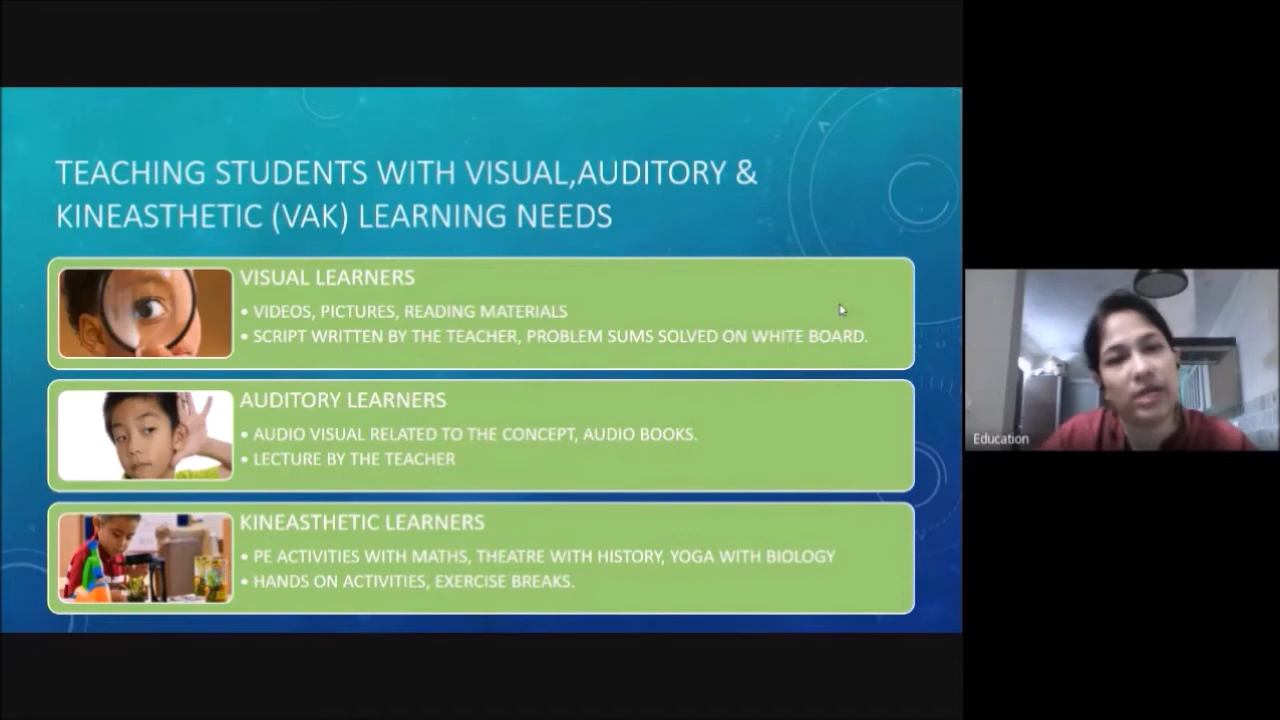 TEACHING STUDENTS WITH VISUAL,AUDITORY &
KINEASTHETIC (VAK) LEARNING NEEDS
VISUAL LEARNERS
• VIDEOS, PICTURES, READING MATERIALS
• SCRIPT WRITTEN BY THE TEACHER, PROBLEM SUMS SOLVED ON WHITE BOARD.
AUDITORY LEARNERS
• AUDIO VISUAL RELATED TO THE CONCEPT, AUDIO BOOKS.
• LECTURE BY THE TEACHER
KINEASTHETIC LEARNERS
• PE ACTIVITIES WITH MATHS, THEATRE WITH HISTORY, YOGA WITH BIOLOGY
• HANDS ON ACTIVITIES, EXERCISE BREAKS.
Education